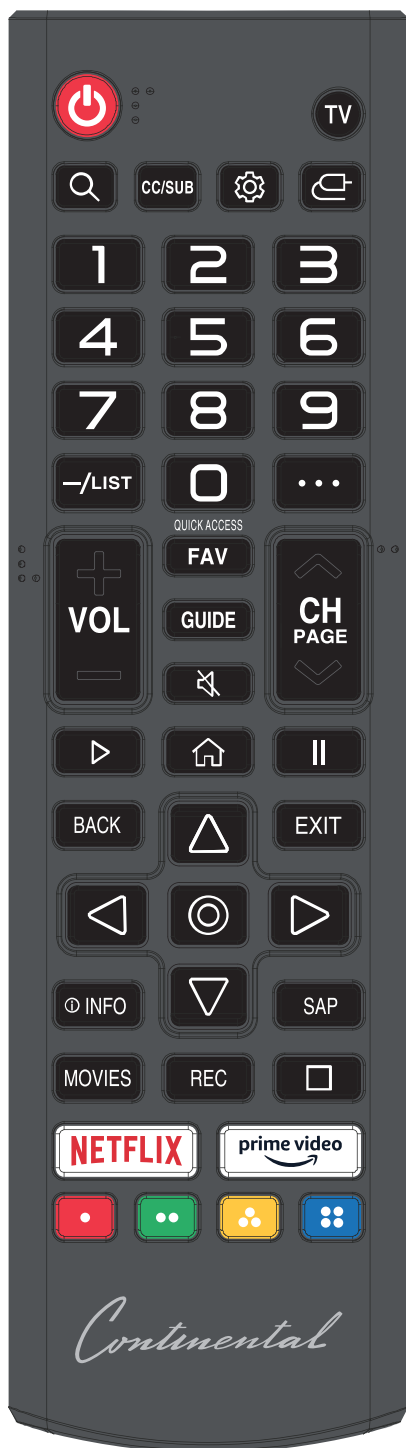 TV
CC/SUB
1 2 3
4 5 6
7 8 9
–/LIST 0 ...
QUICK ACCESS
FAV
VOL
GUIDE
CH
PAGE
BACK EXIT
INFO SAP
MOVIES REC
NETFLIX prime video
Continental